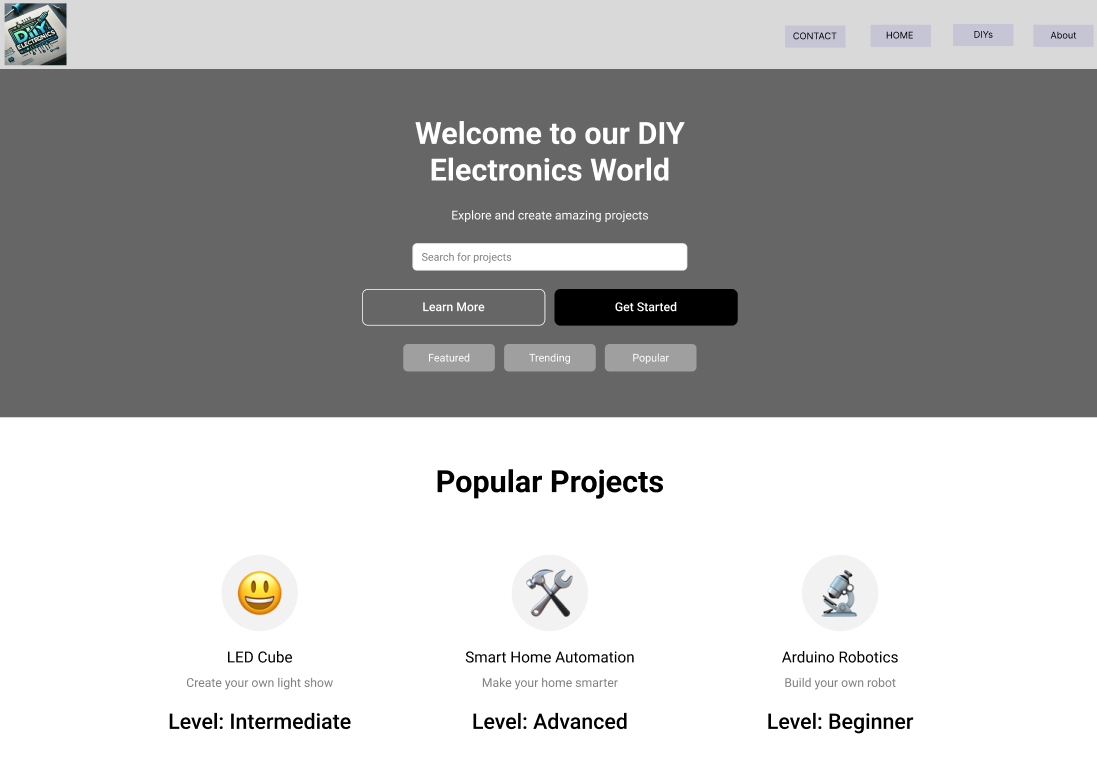 DIY
ELECTRONICS
CONTACT
HOME
DIYs
About
Welcome to our DIY
Electronics World
Explore and create amazing projects
Search for projects
Learn More
Get Started
Featured
Trending
Popular
Popular Projects
LED Cube
Smart Home Automation
Arduino Robotics
Create your own light show
Make your home smarter
Build your own robot
Level: Intermediate
Level: Advanced
Level: Beginner